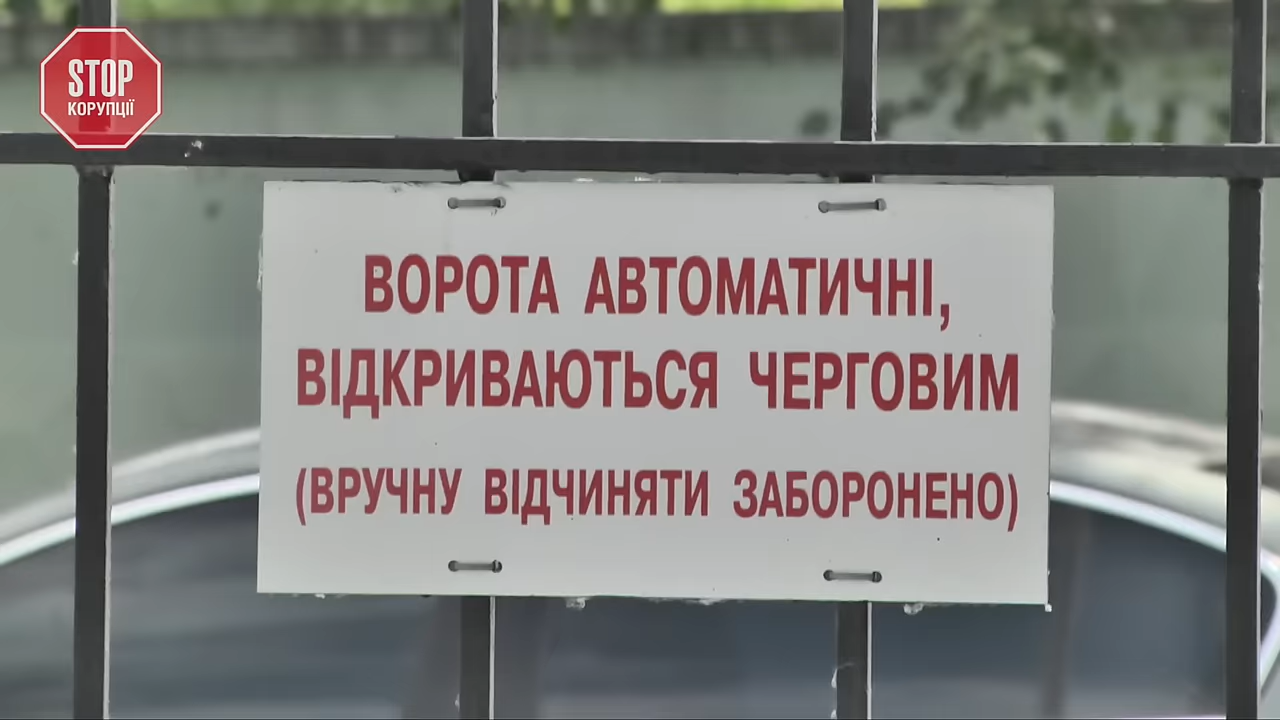 STOP
КОРУПЦІЇ
ВОРОТА АВТОМАТИЧНІ,
ВІДКРИВАЮТЬСЯ ЧЕРГОВИМ
(ВРУЧНУ ВІДЧИНЯТИ ЗАБОРОНЕНО)